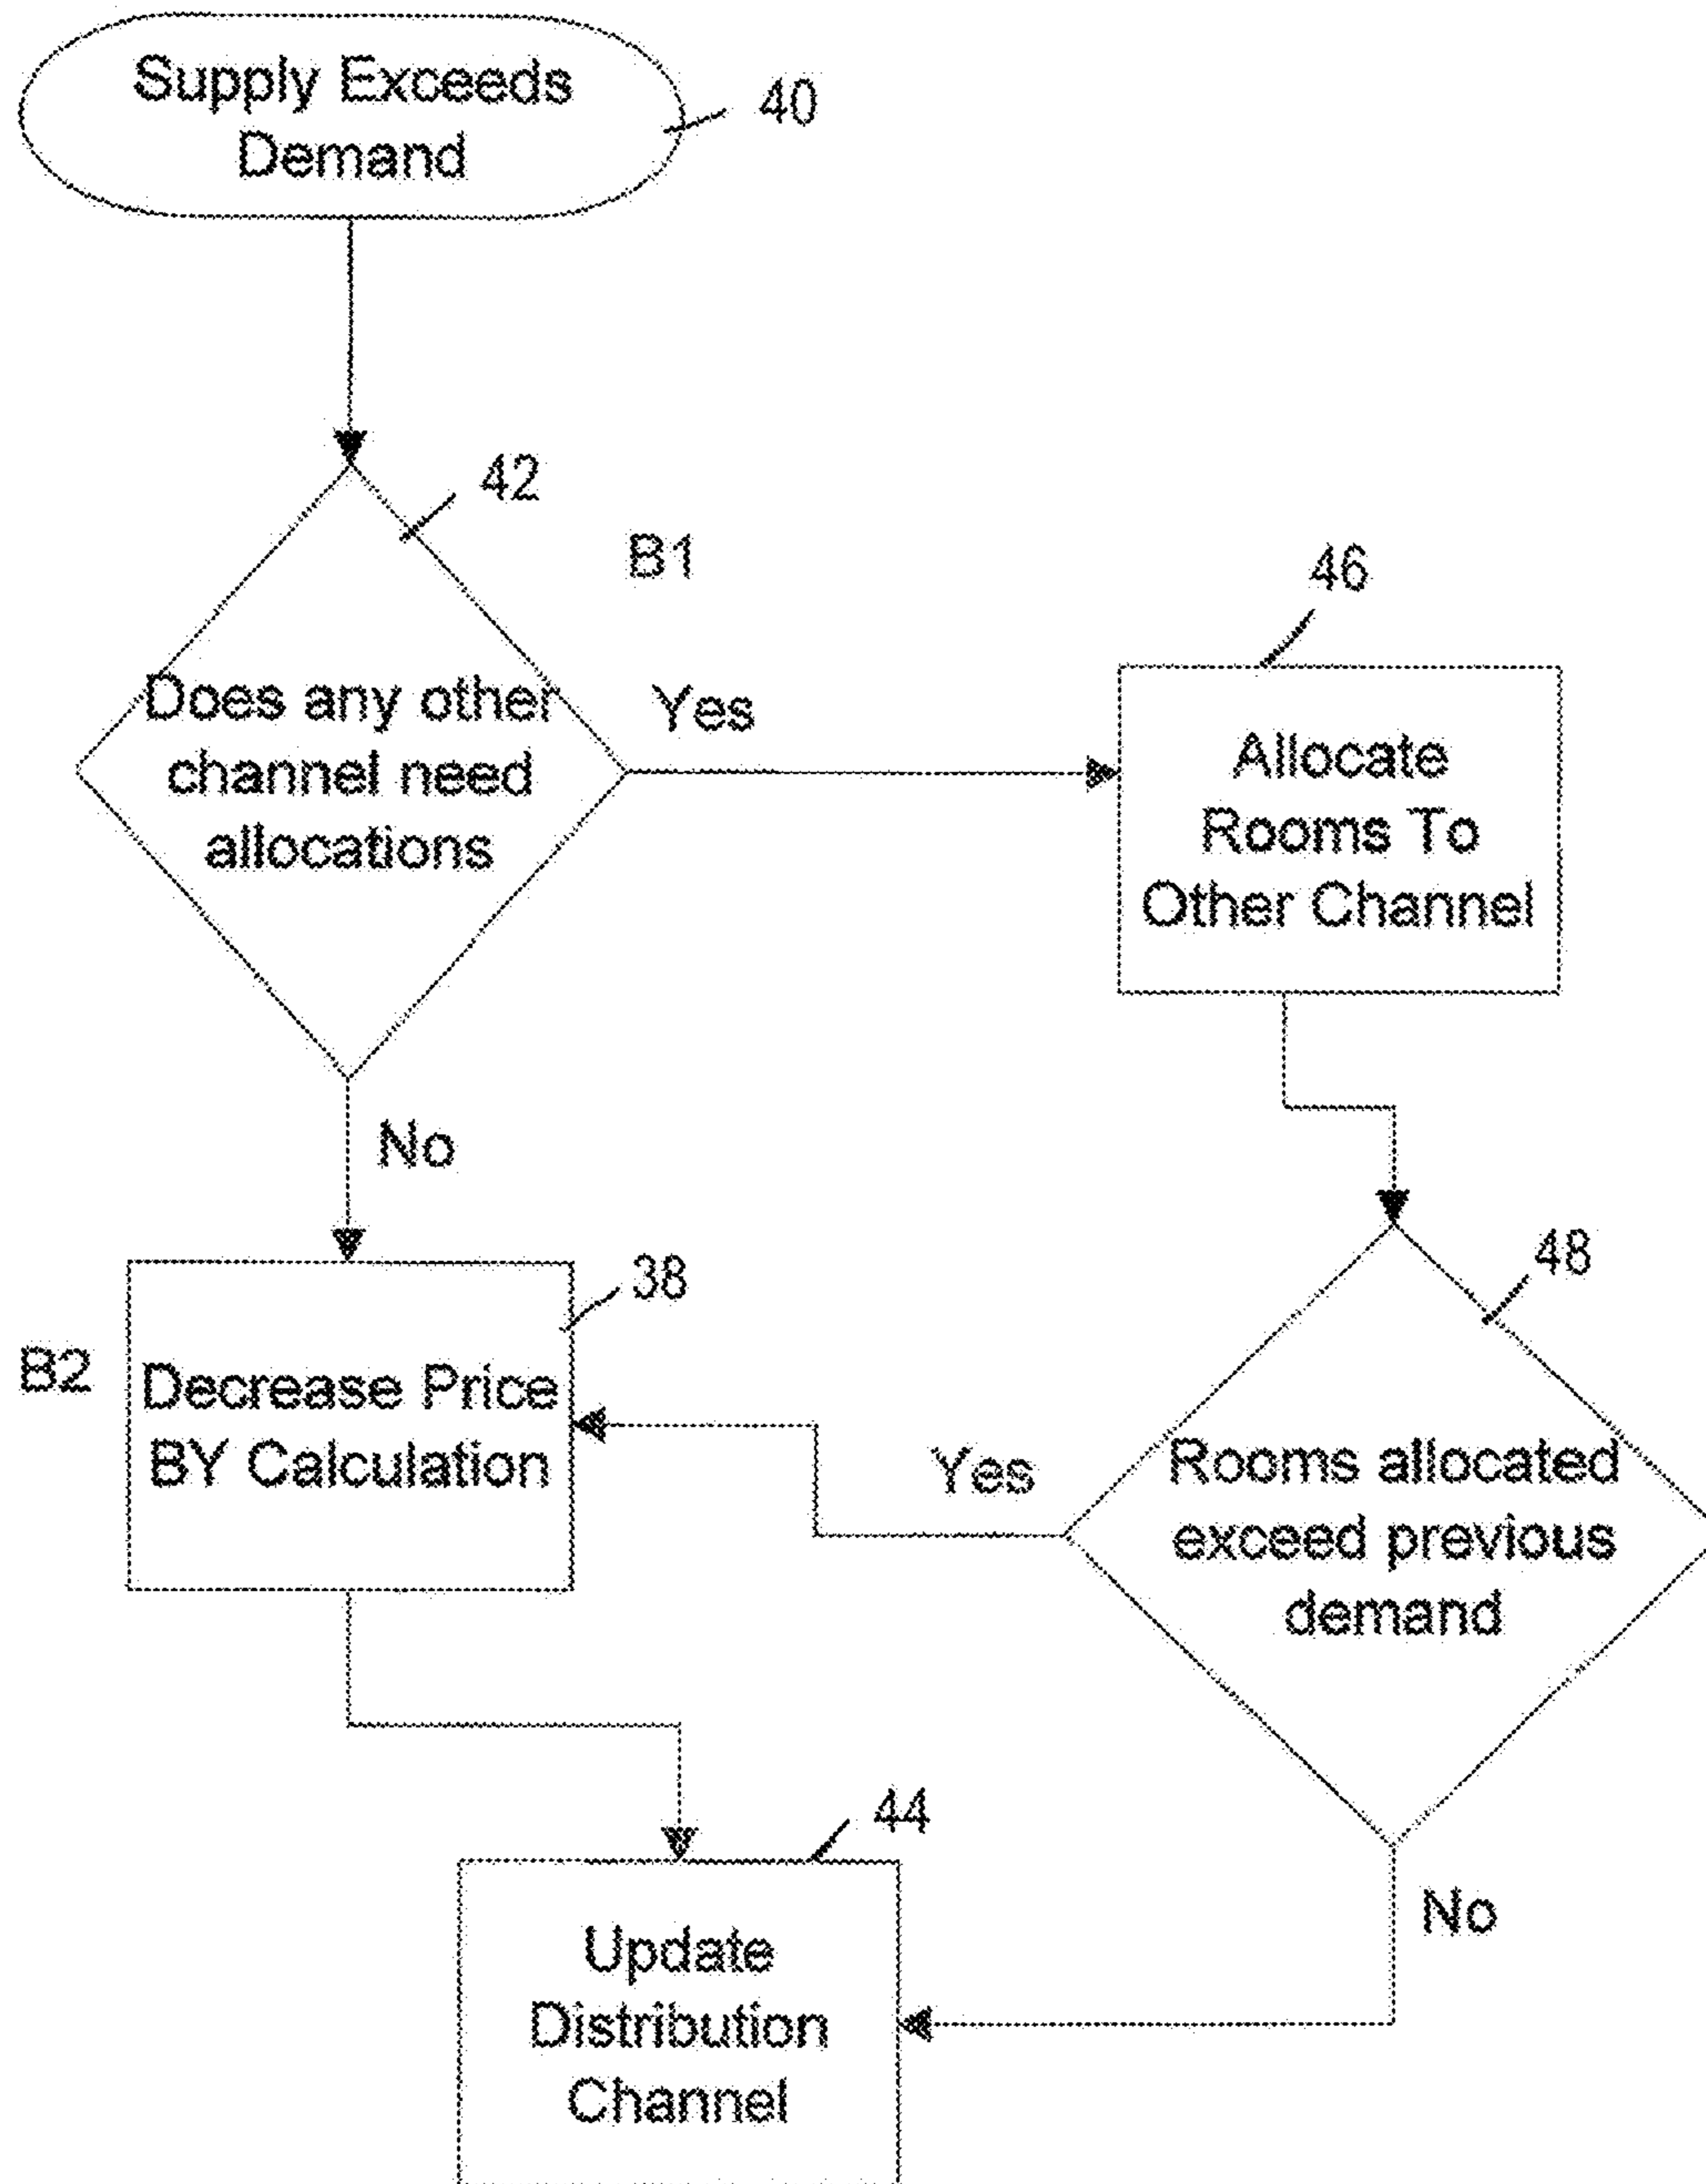 Supply Exceeds
Demand
40
42
B1
Does any other
channel need
allocations
Yes
46
Allocate
Rooms To
Other Channel
No
38
B2
Decrease Price
BY Calculation
48
Yes
Rooms allocated
exceed previous
demand
44
No
Update
Distribution
Channel